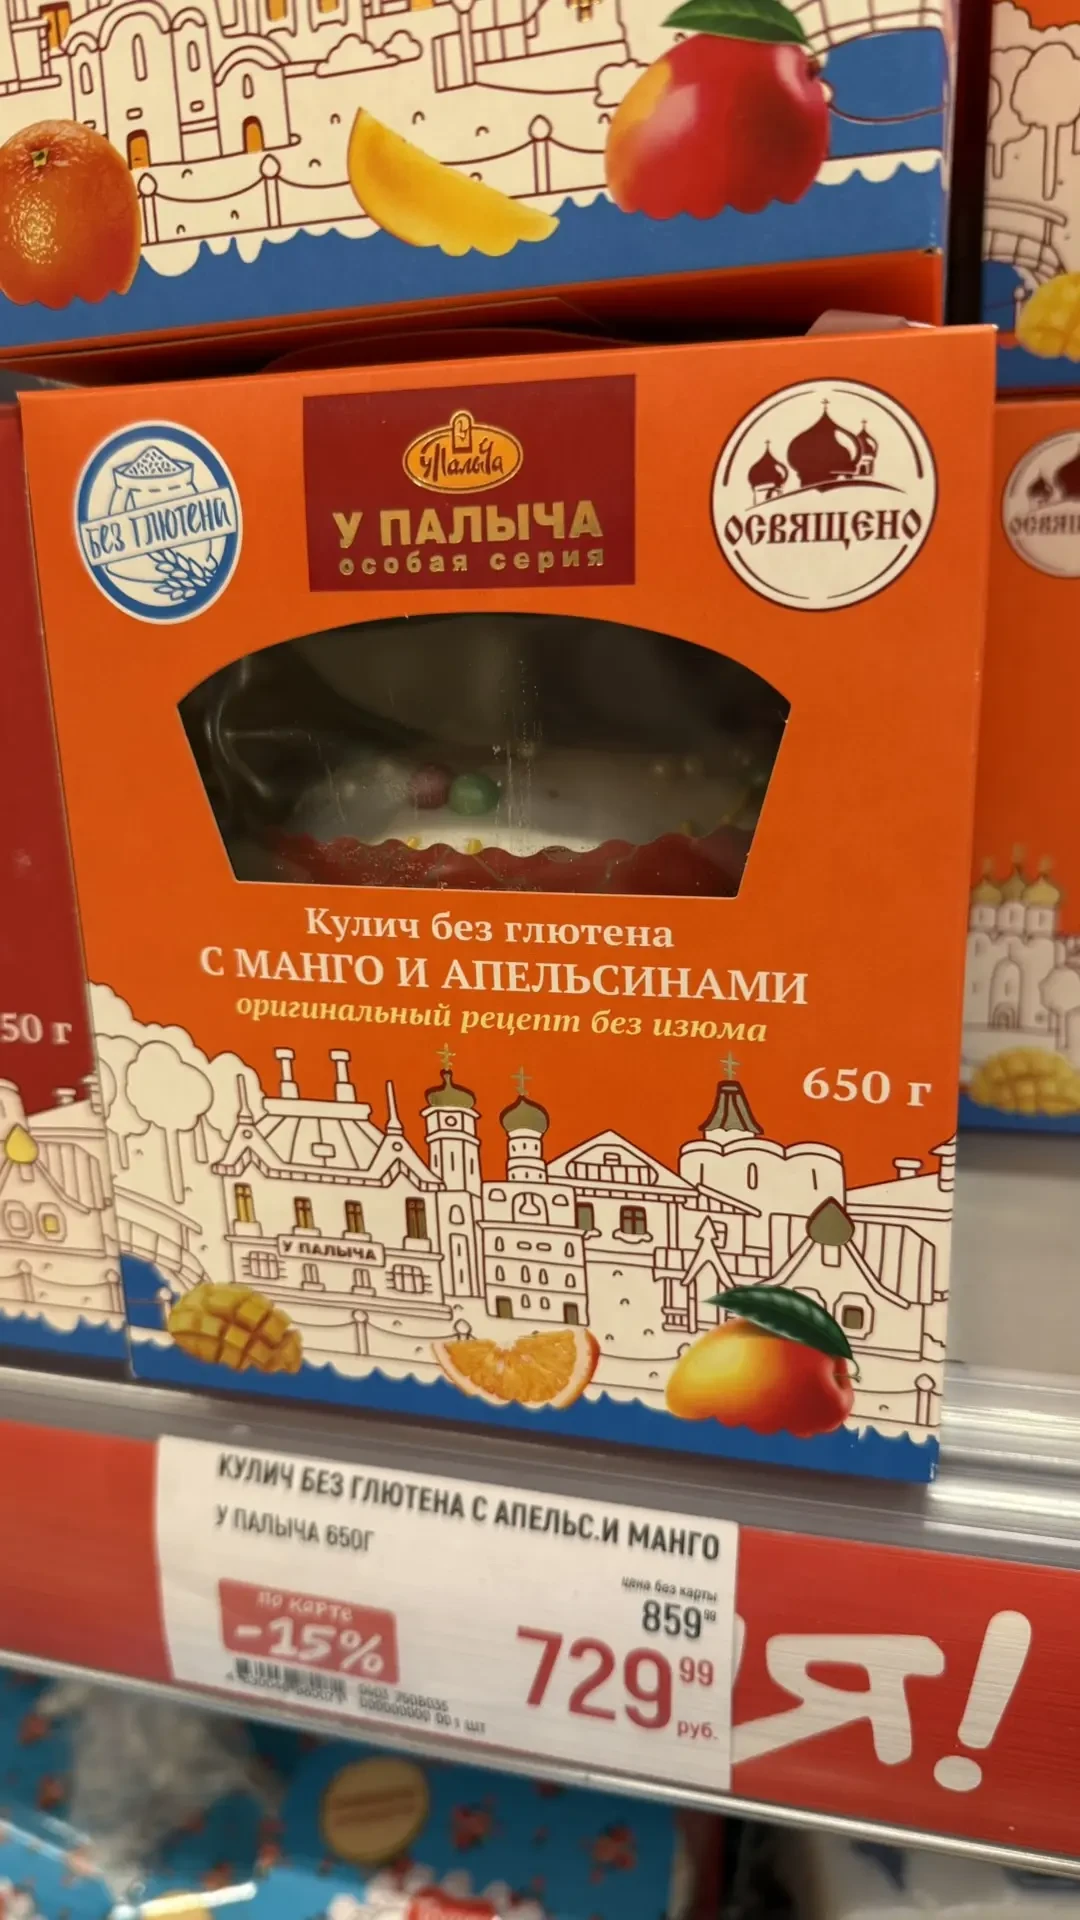 без глютена
у Палыча
У ПАЛЫЧА
особая серия
ОСВЯЩЕНО
Кулич без глютена
С МАНГО И АПЕЛЬСИНАМИ
оригинальный рецепт без изюма
650 г
50 г
У ПАЛЫЧА
КУЛИЧ БЕЗ ГЛЮТЕНА С АПЕЛЬС.И МАНГО
У ПАЛЫЧА 650Г
цена без карты
859 99
по карте
-15%
729 99
руб.
Я!